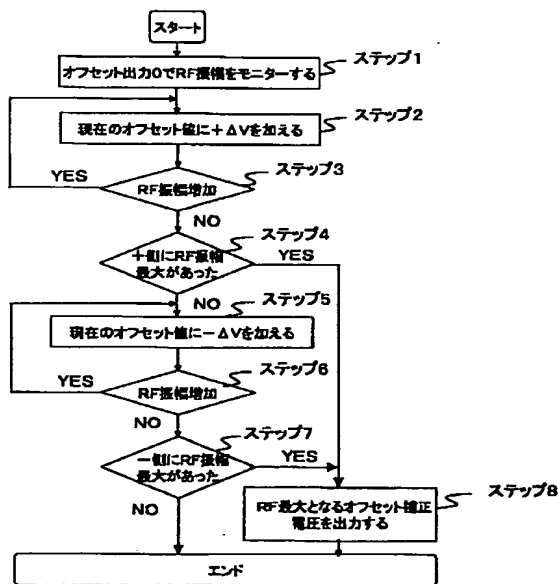 スタート
オフセット出力0でRF振幅をモニターする
ステップ1
現在のオフセット値に+ΔVを加える
ステップ2
RF振幅増加
ステップ3
YES
NO
+側にRF振幅
最大があった
ステップ4
YES
NO
現在のオフセット値に-ΔVを加える
ステップ5
RF振幅増加
ステップ6
YES
NO
-側にRF振幅
最大があった
ステップ7
YES
NO
RF最大となるオフセット補正
電圧を出力する
ステップ8
エンド